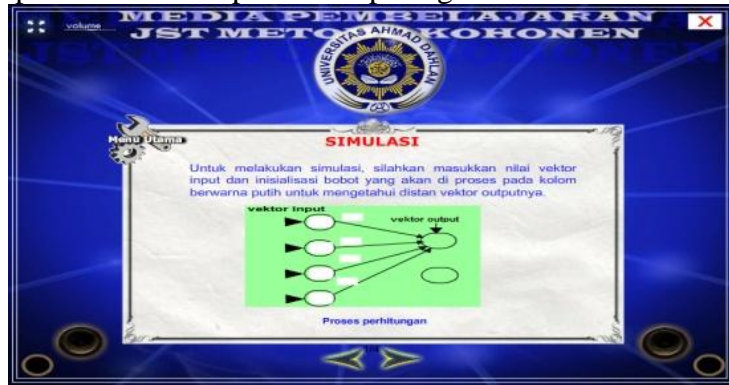 volume
MEDIA PEMBELAJARAN
JST METODE KOHONEN
UNIVERSITAS AHMAD DAHLAN
Menu Utama
SIMULASI
Untuk melakukan simulasi, silahkan masukkan nilai vektor
input dan inisialisasi bobot yang akan di proses pada kolom
berwarna putih untuk mengetahui distan vektor outputnya.
vektor input
vektor output
Proses perhitungan